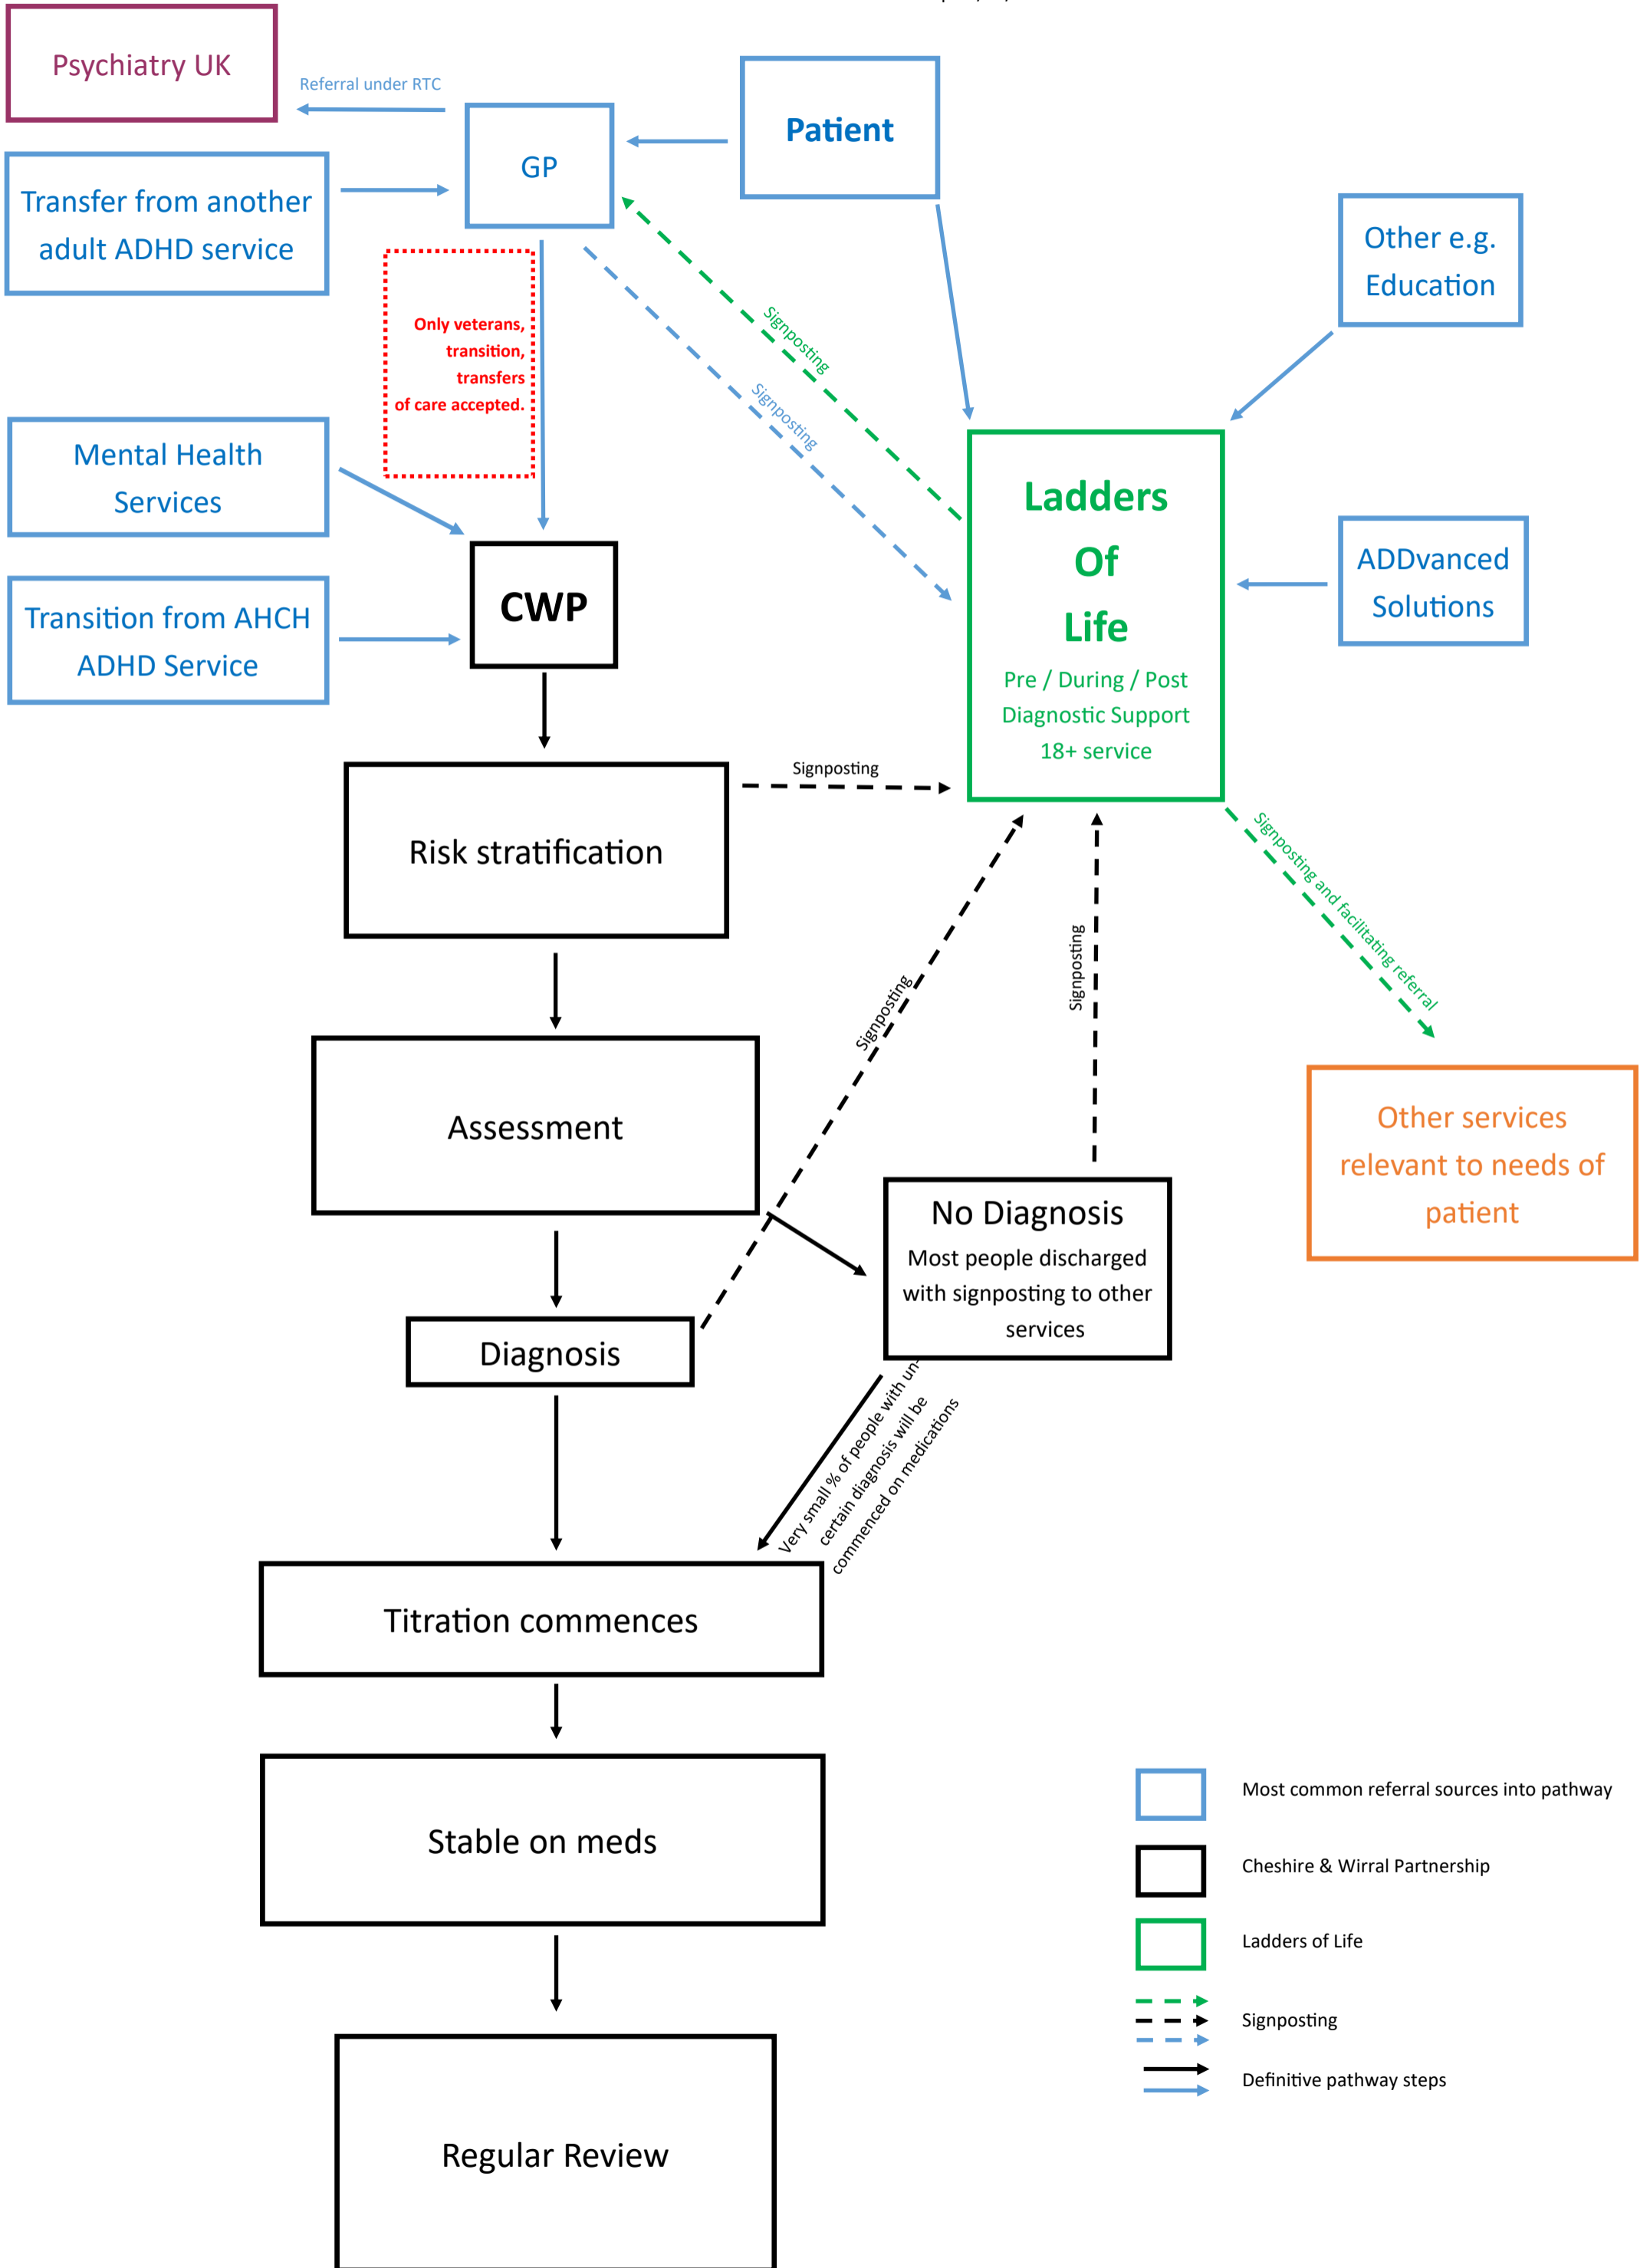 Psychiatry UK
Referral under RTC
GP
Patient
Transfer from another
adult ADHD service
Other e.g.
Education
Only veterans,
transition,
transfers
of care accepted.
Signposting
Signposting
Mental Health
Services
Ladders
Of
Life
Pre / During / Post
Diagnostic Support
18+ service
ADDvanced
Solutions
CWP
Transition from AHCH
ADHD Service
Signposting
Risk stratification
Signposting and facilitating referral
Signposting
Signposting
Assessment
Other services
relevant to needs of
patient
No Diagnosis
Most people discharged
with signposting to other
services
Diagnosis
Very small % of people with un-
certain diagnosis will be
commenced on medications
Titration commences
Stable on meds
Most common referral sources into pathway
Cheshire & Wirral Partnership
Ladders of Life
Signposting
Definitive pathway steps
Regular Review